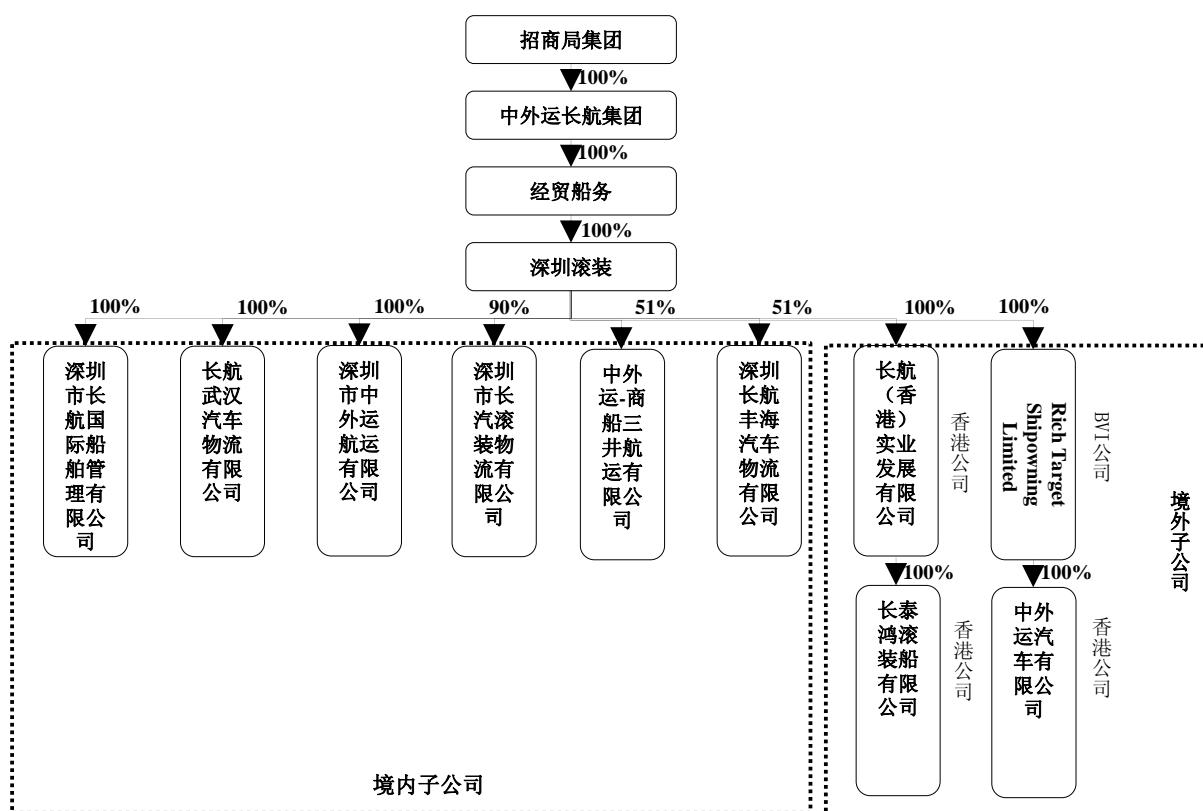 招商局集团
100%
中外运长航集团
100%
经贸船务
100%
深圳滚装
100%
100%
100%
90%
51%
51%
100%
100%
深圳
市长
航国
际船
舶管
理有
限公
司
长航
武汉
汽车
物流
有限
公司
深圳
市中
外运
航运
有限
公司
深圳
市长
汽滚
装物
流有
限公
司
中外
运-商
船三
井航
运有
限公
司
深圳
长航
丰海
汽车
物流
有限
公司
长航
（香
港）
实业
发展
有限
公司
香港公司
Rich Target
Shipowning
Limited
BVI公司
境外子公司
100%
100%
长泰
鸿滚
装船
有限
公司
香港公司
中外
运汽
车有
限公
司
香港公司
境内子公司